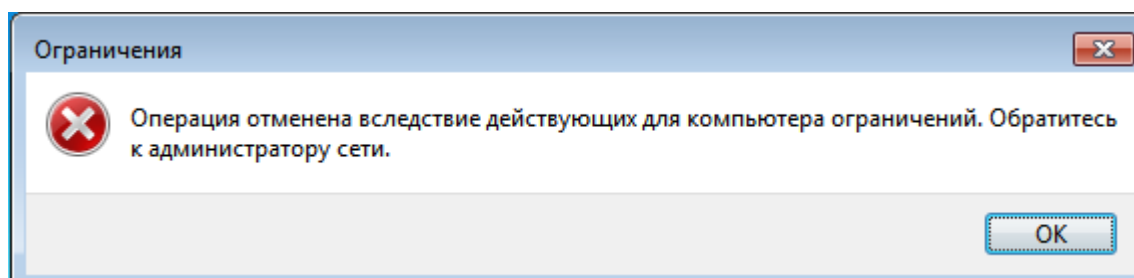 Ограничения
Операция отменена вследствие действующих для компьютера ограничений. Обратитесь
к администратору сети.
OK